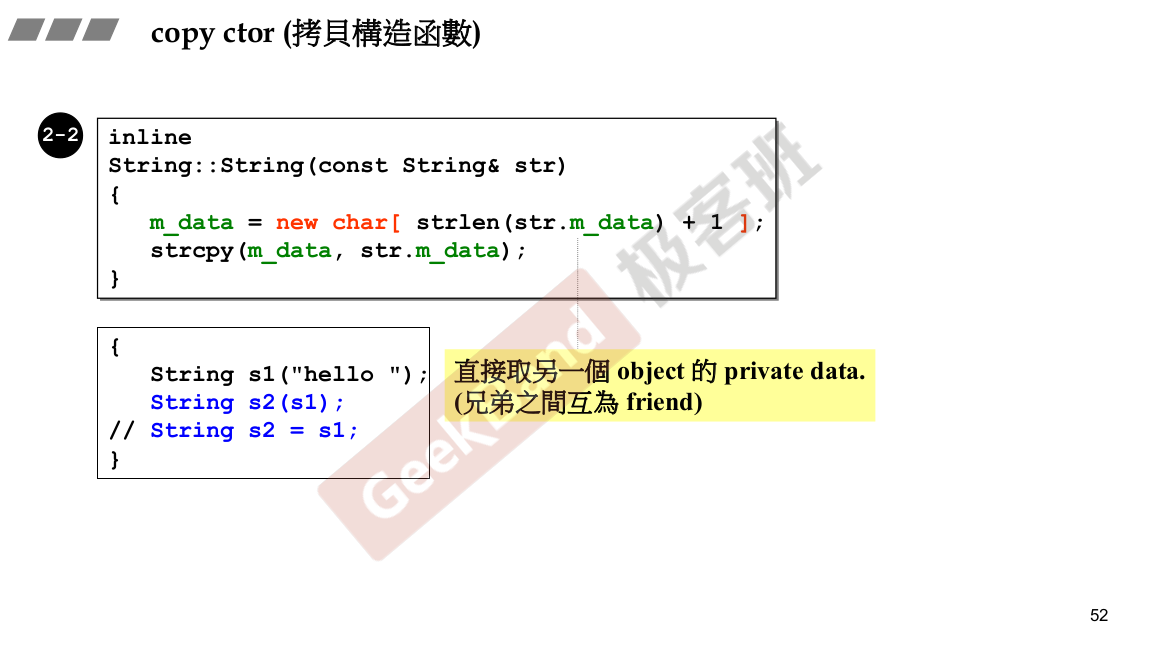 copy ctor (拷貝構造函數)
2-2
inline
String::String(const String& str)
{
   m_data = new char[ strlen(str.m_data) + 1 ];
   strcpy(m_data, str.m_data);
}
{
   String s1("hello ");
   String s2(s1);
// String s2 = s1;
}
直接取另一個 object 的 private data.
(兄弟之間互為 friend)
极客班
52